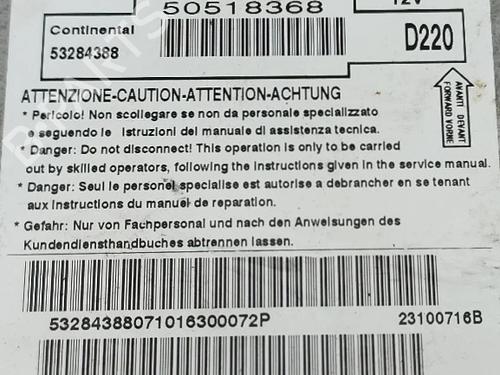 50518368
12V
Continental
53284388
D220
AVANTI DEVANT
FORWARD VORNE
ATTENZIONE-CAUTION-ATTENTION-ACHTUNG
* Pericolo! Non scollegare se non da personale specializzato
e seguendo le istruzioni del manuale di assistenza tecnica.
* Danger: Do not disconnect! This operation is only to be carried
out by skilled operators, following the instructions given in the service manual.
* Danger: Seul le personel specialise est autorise a debrancher en se tenant
aux instructions du manuel de reparation.
* Gefahr: Nur von Fachpersonal und nach den Anweisungen des
Kundendiensthandbuches abtrennen lassen.
53284388071016300072P
23100716B